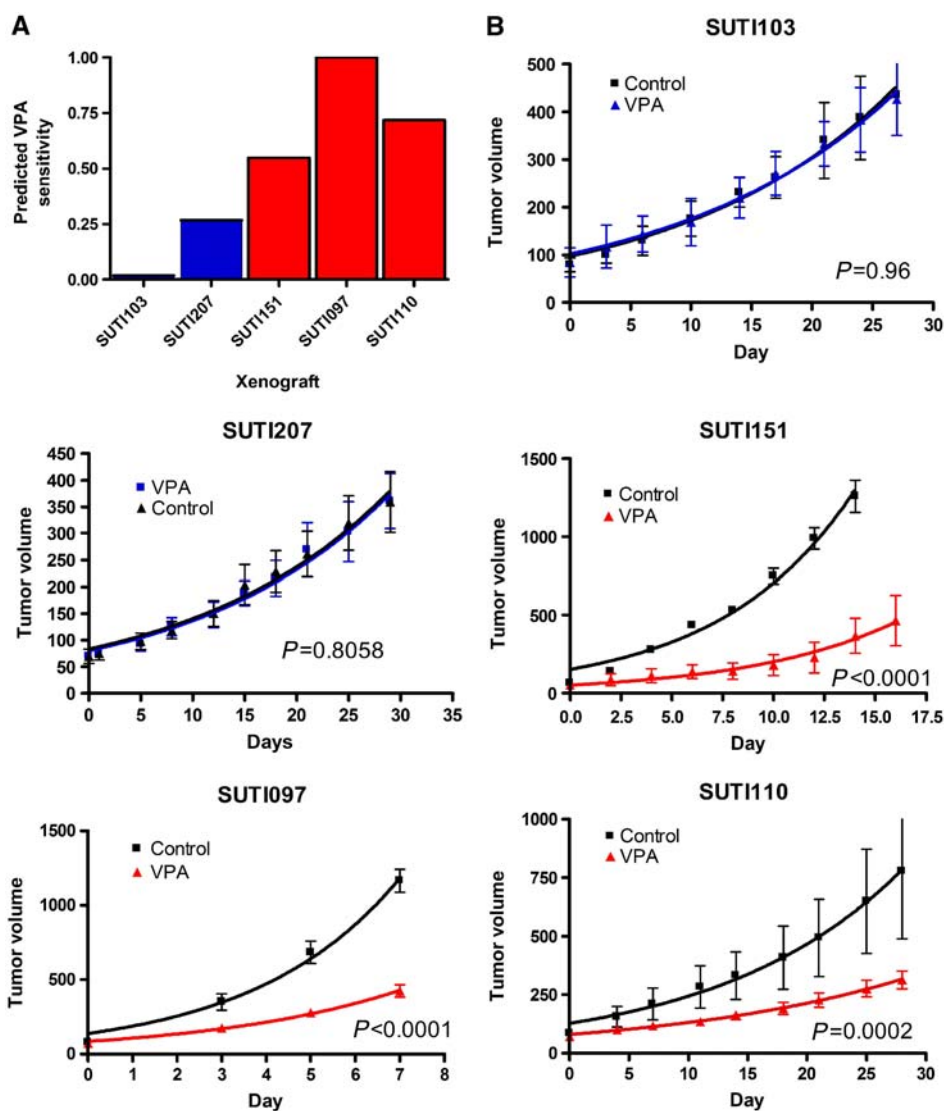 A
Predicted VPA
sensitivity
1.00
0.75
0.50
0.25
0.00
SUTI103
SUTI207
SUTI151
SUTI097
SUTI110
Xenograft
B
SUTI103
Tumor volume
500
400
300
200
100
0
Control
VPA
P=0.96
0 5 10 15 20 25 30
Day
SUTI207
Tumor volume
450
400
350
300
250
200
150
100
50
0
VPA
Control
P=0.8058
0 5 10 15 20 25 30 35
Days
SUTI151
Tumor volume
1500
1000
500
0
Control
VPA
P<0.0001
0.0 2.5 5.0 7.5 10.0 12.5 15.0 17.5
Day
SUTI097
Tumor volume
1500
1000
500
0
Control
VPA
P<0.0001
0 1 2 3 4 5 6 7 8
Day
SUTI110
Tumor volume
1000
750
500
250
0
Control
VPA
P=0.0002
0 5 10 15 20 25 30
Day